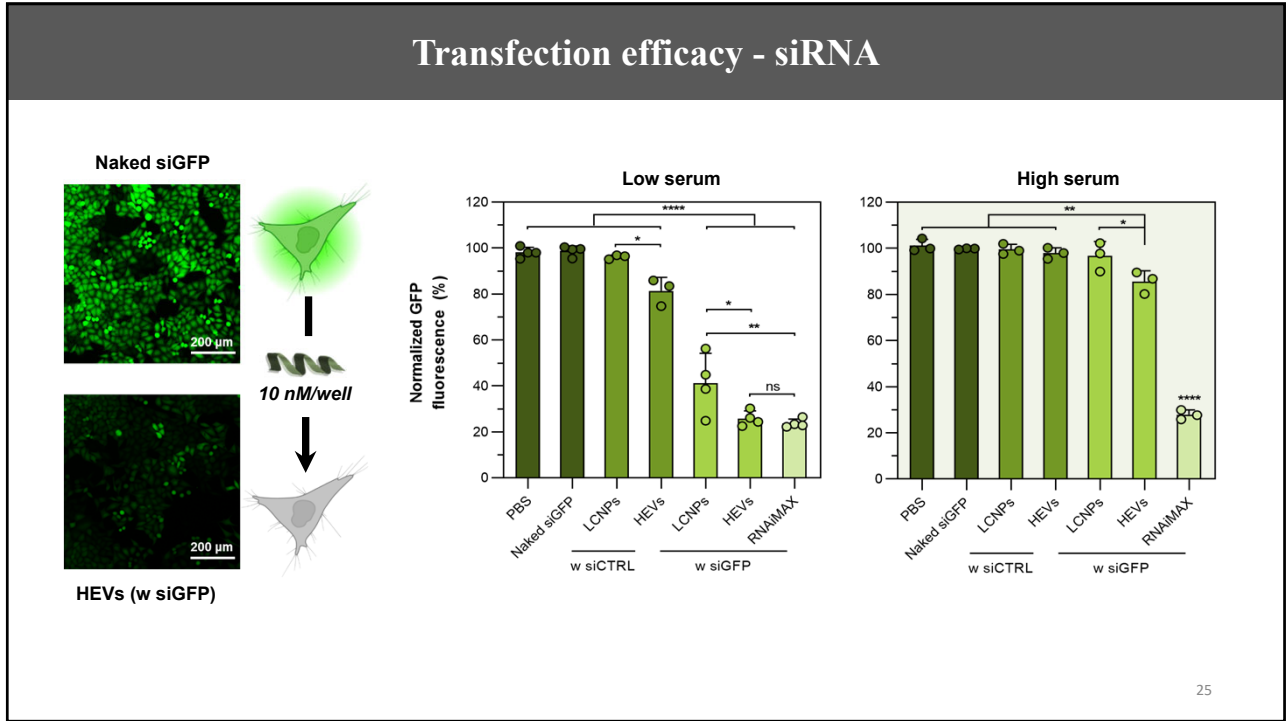 Transfection efficacy - siRNA
Naked siGFP
200 µm
10 nM/well
200 µm
HEVs (w siGFP)
Low serum
Normalized GFP
fluorescence (%)
120
100
80
60
40
20
0
****
*
*
**
ns
PBS
Naked siGFP
LCNPs
HEVs
LCNPs
HEVs
RNAiMAX
w siCTRL
w siGFP
High serum
120
100
80
60
40
20
0
**
*
****
PBS
Naked siGFP
LCNPs
HEVs
LCNPs
HEVs
RNAiMAX
w siCTRL
w siGFP
25